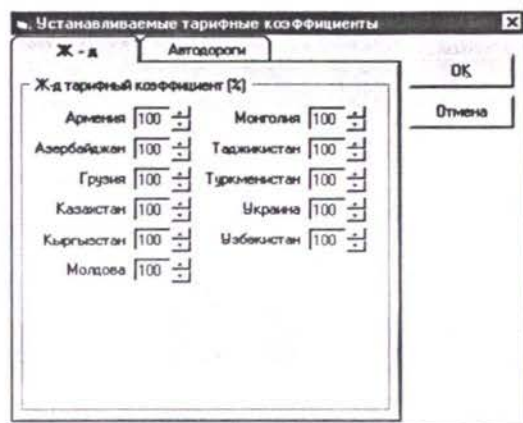 Устанавливаемые тарифные коэффициенты
Ж - д
Автодороги
Ж-д тарифный коэффициент (%)
Армения 100
Монголия 100
Азербайджан 100
Таджикистан 100
Грузия 100
Туркменистан 100
Казахстан 100
Украина 100
Кыргызстан 100
Узбекистан 100
Молдова 100
OK
Отмена